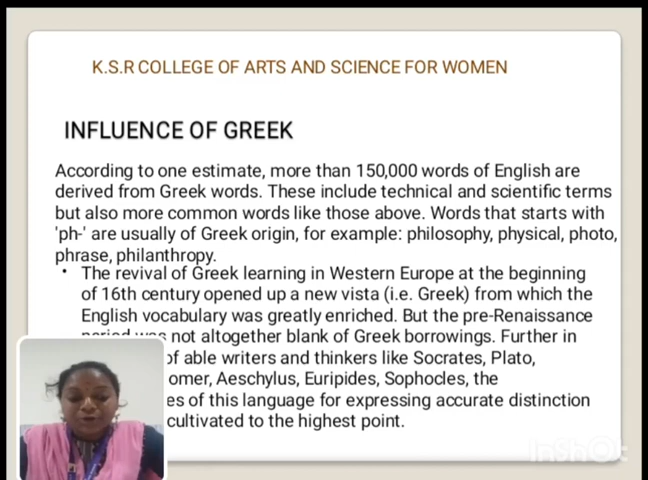 K.S.R COLLEGE OF ARTS AND SCIENCE FOR WOMEN
INFLUENCE OF GREEK
According to one estimate, more than 150,000 words of English are
derived from Greek words. These include technical and scientific terms
but also more common words like those above. Words that starts with
'ph-' are usually of Greek origin, for example: philosophy, physical, photo,
phrase, philanthropy.
• The revival of Greek learning in Western Europe at the beginning
of 16th century opened up a new vista (i.e. Greek) from which the
English vocabulary was greatly enriched. But the pre-Renaissance
period was not altogether blank of Greek borrowings. Further in
of able writers and thinkers like Socrates, Plato,
Aeschylus, Euripides, Sophocles, the
of this language for expressing accurate distinction
cultivated to the highest point.
InShOt